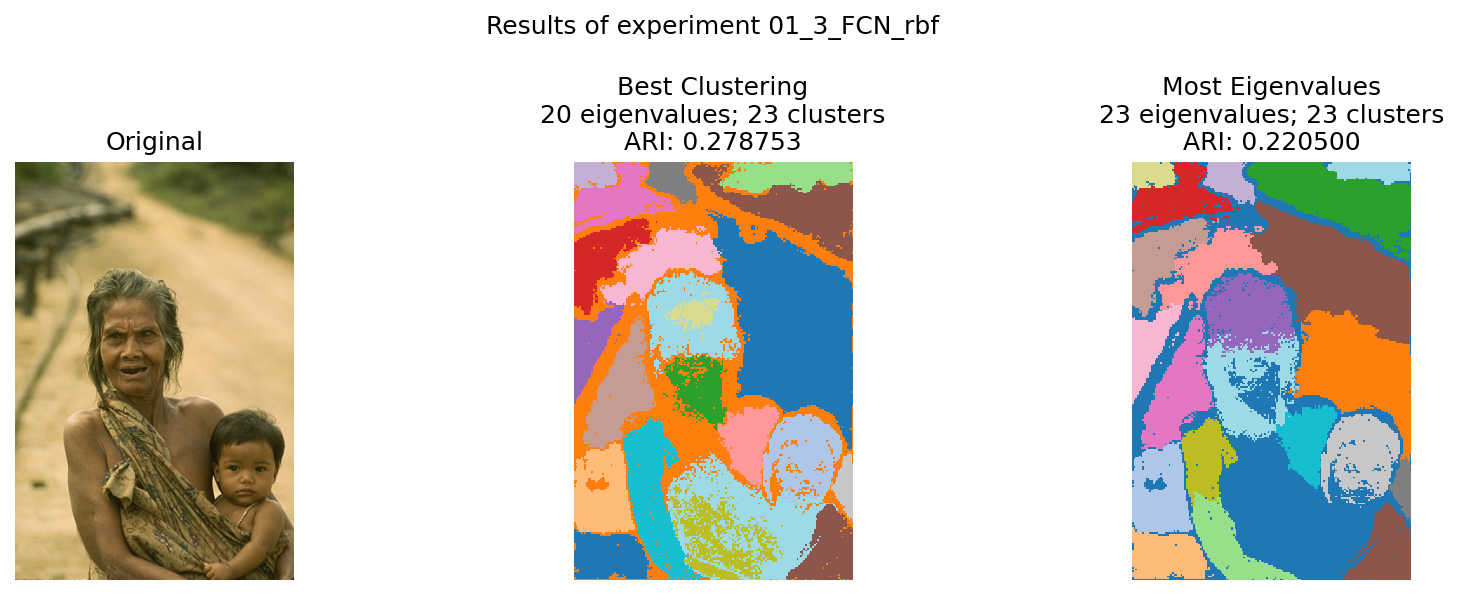 Results of experiment 01_3_FCN_rbf
Original
Best Clustering
20 eigenvalues; 23 clusters
ARI: 0.278753
Most Eigenvalues
23 eigenvalues; 23 clusters
ARI: 0.220500